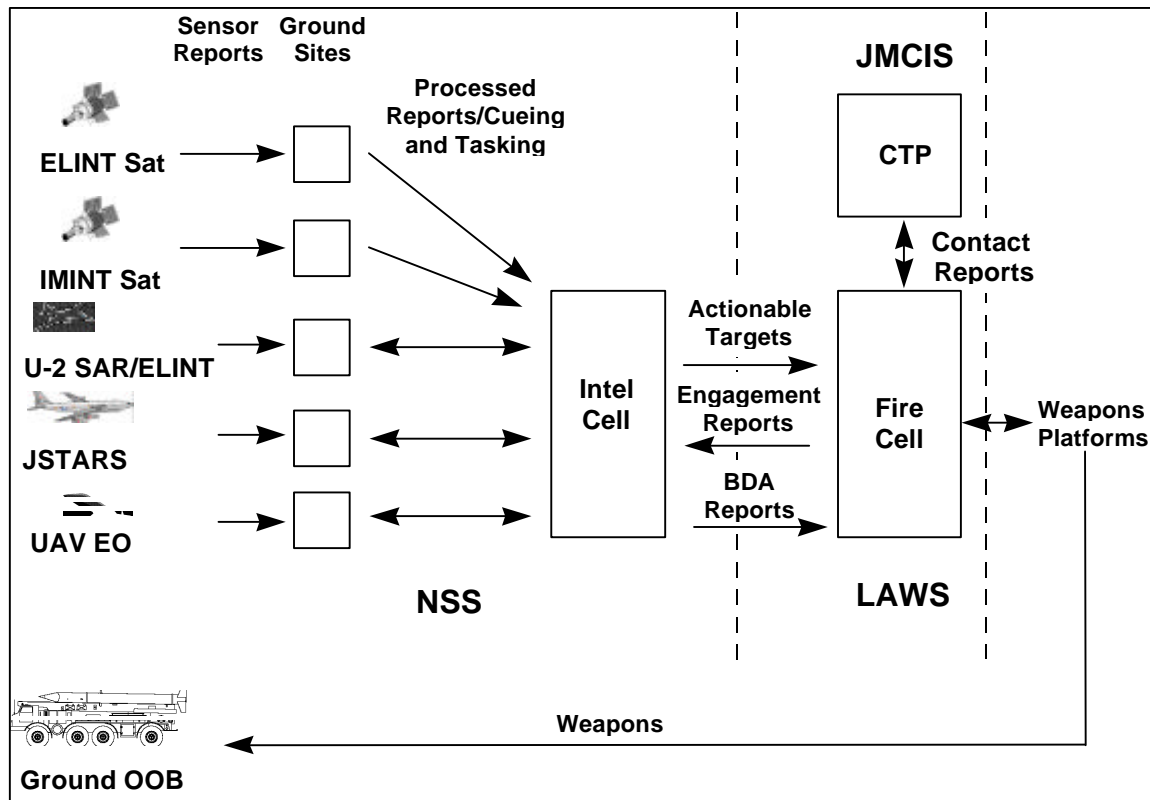 Sensor
Reports
Ground
Sites
JMCIS
Processed
Reports/Cueing
and Tasking
CTP
ELINT Sat
Contact
Reports
IMINT Sat
Actionable
Targets
U-2 SAR/ELINT
Intel
Cell
Engagement
Reports
Fire
Cell
Weapons
Platforms
JSTARS
BDA
Reports
UAV EO
NSS
LAWS
Weapons
Ground OOB